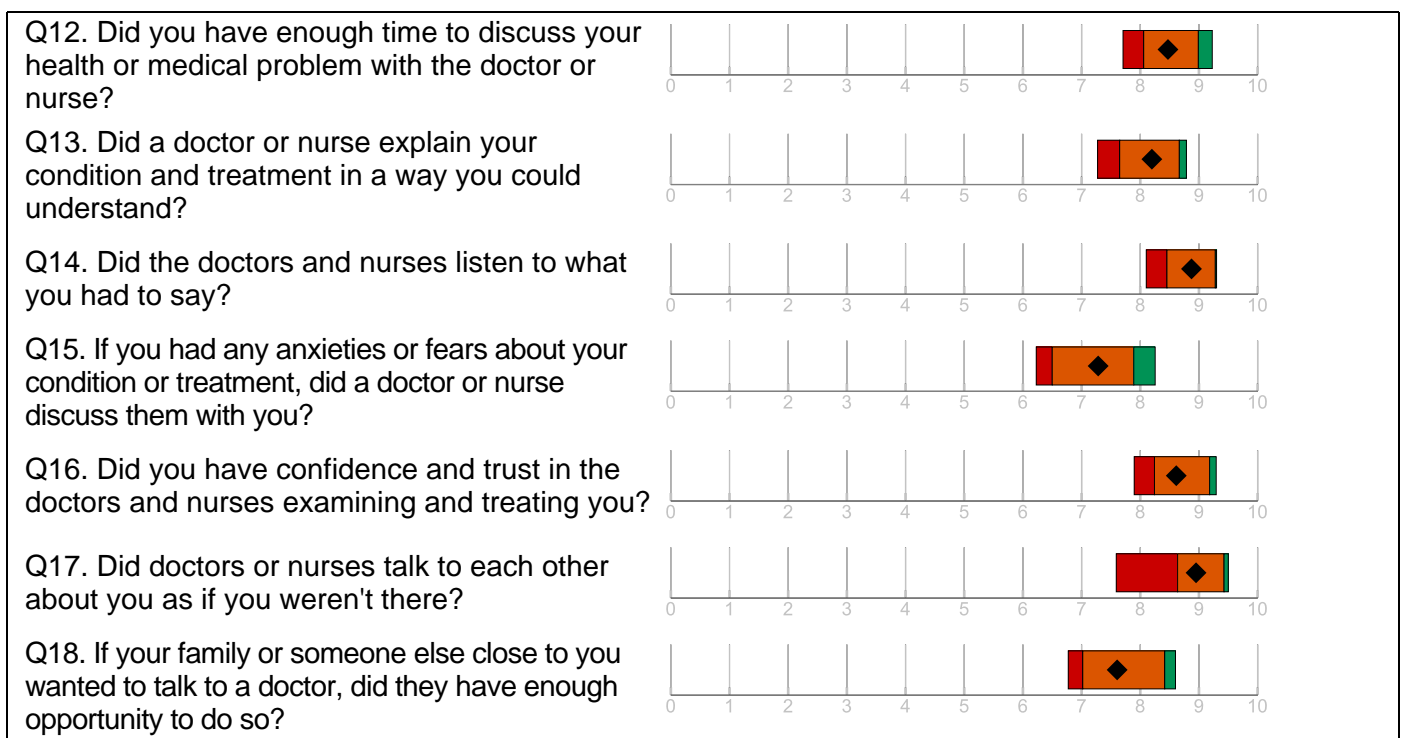 Q12. Did you have enough time to discuss your
health or medical problem with the doctor or
nurse?
0 1 2 3 4 5 6 7 8 9 10
Q13. Did a doctor or nurse explain your
condition and treatment in a way you could
understand?
0 1 2 3 4 5 6 7 8 9 10
Q14. Did the doctors and nurses listen to what
you had to say?
0 1 2 3 4 5 6 7 8 9 10
Q15. If you had any anxieties or fears about your
condition or treatment, did a doctor or nurse
discuss them with you?
0 1 2 3 4 5 6 7 8 9 10
Q16. Did you have confidence and trust in the
doctors and nurses examining and treating you?
0 1 2 3 4 5 6 7 8 9 10
Q17. Did doctors or nurses talk to each other
about you as if you weren't there?
0 1 2 3 4 5 6 7 8 9 10
Q18. If your family or someone else close to you
wanted to talk to a doctor, did they have enough
opportunity to do so?
0 1 2 3 4 5 6 7 8 9 10